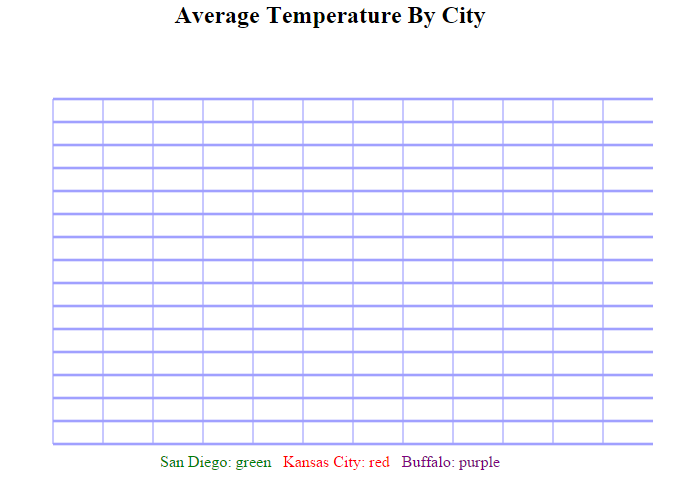 Average Temperature By City
San Diego: green Kansas City: red Buffalo: purple